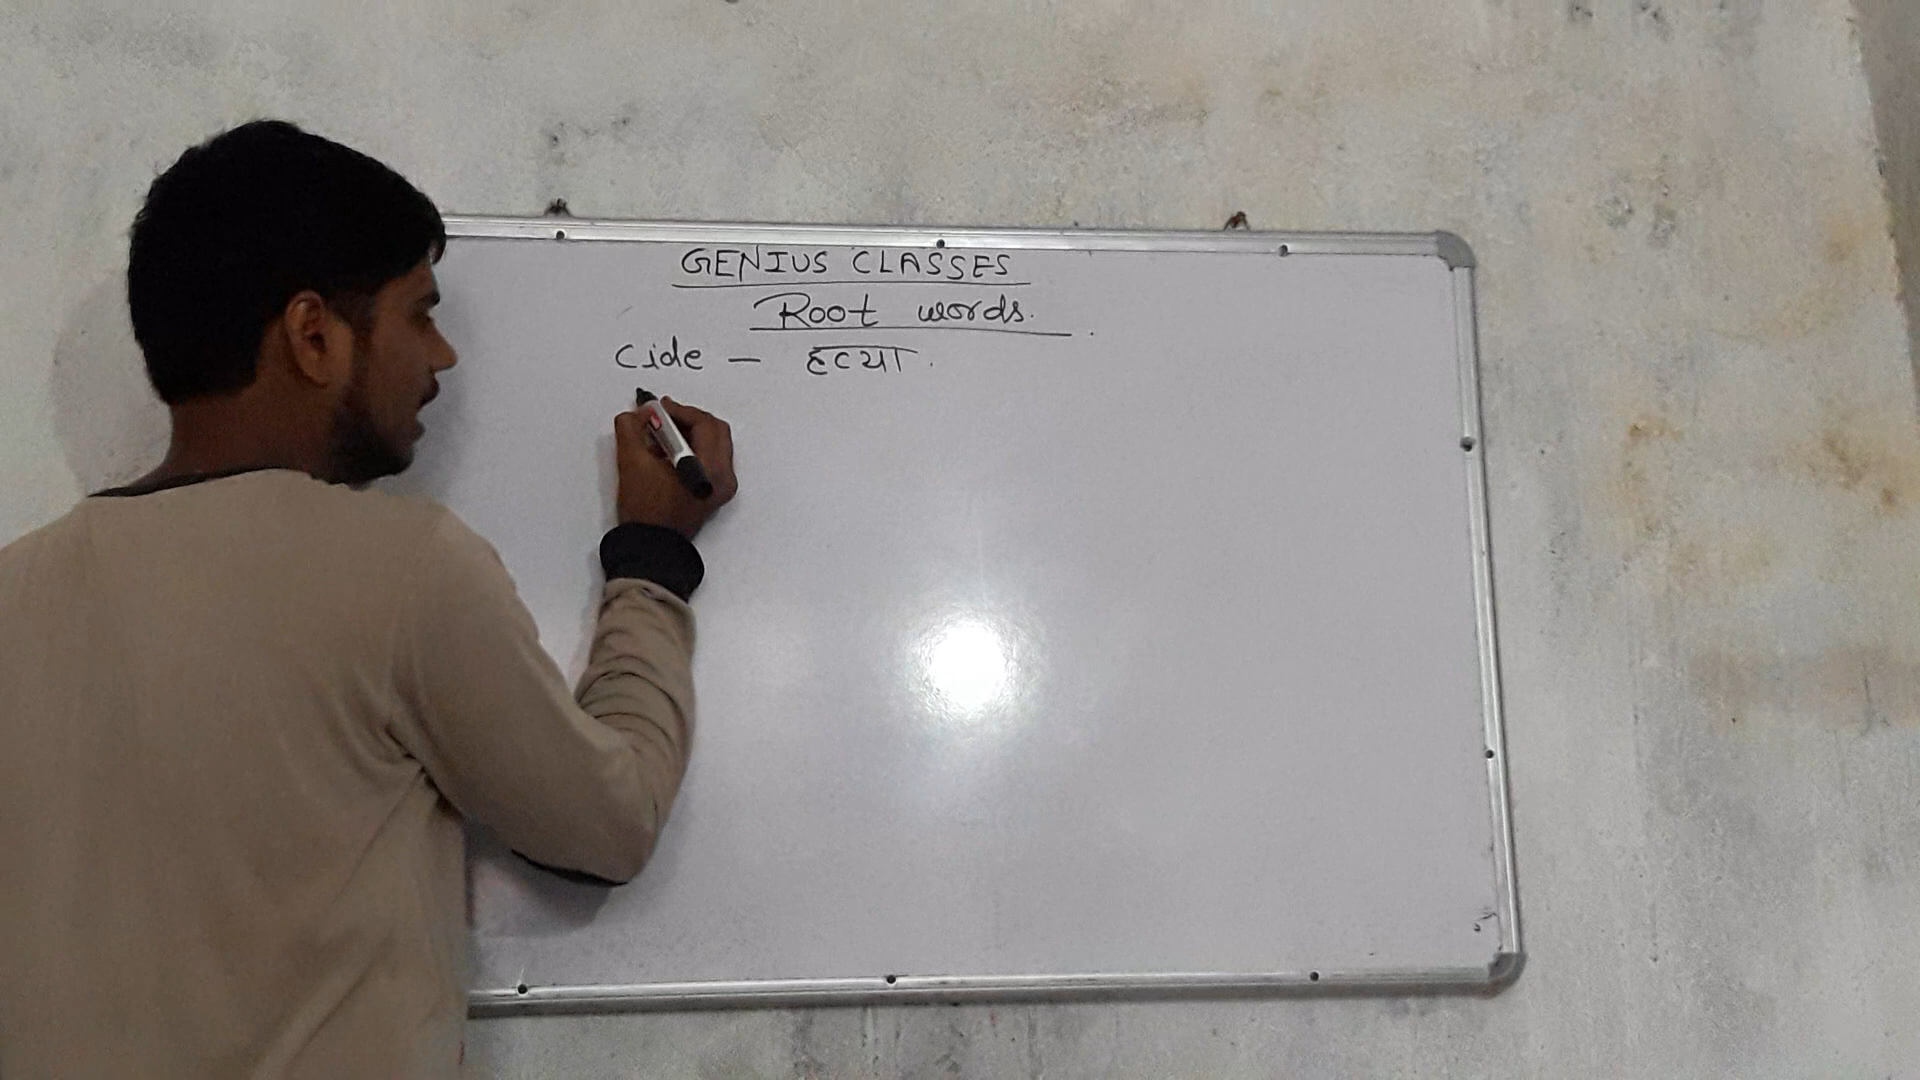 GENIUS CLASSES
Root words.
Cide - हत्या.